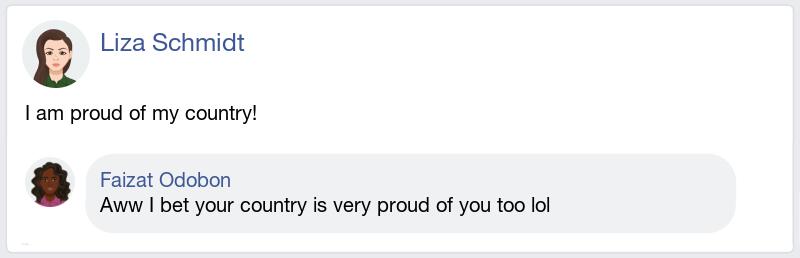 Liza Schmidt
I am proud of my country!
Faizat Odobon
Aww I bet your country is very proud of you too lol